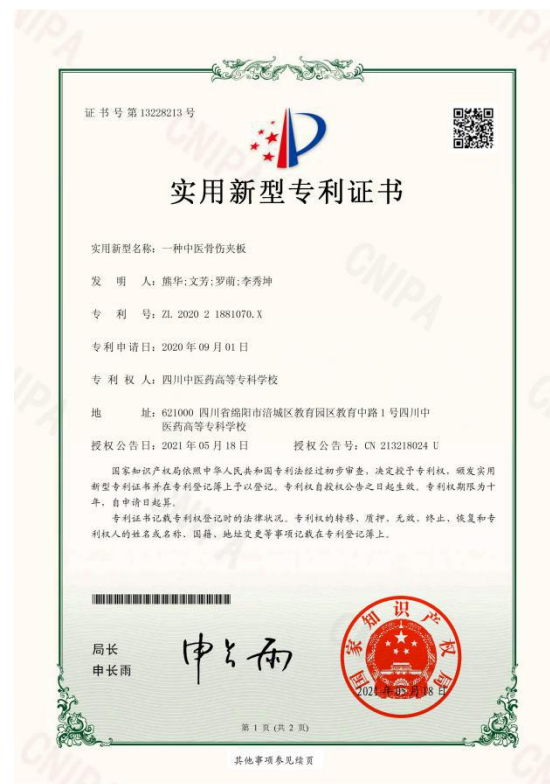 证书号第13228213号
实用新型专利证书
实用新型名称：一种中医骨伤夹板
发 明 人：熊华;文芳;罗萌;李秀坤
专 利 号：ZL 2020 2 1881070.X
专利申请日：2020年09月01日
专 利 权 人：四川中医药高等专科学校
地 址：621000 四川省绵阳市涪城区教育园区教育中路1号四川中
医药高等专科学校
授权公告日：2021年05月18日 授权公告号：CN 213218024 U
国家知识产权局依照中华人民共和国专利法经过初步审查，决定授予专利权，颁发实用
新型专利证书并在专利登记簿上予以登记。专利权自授权公告之日起生效。专利权期限为十
年，自申请日起算。
专利证书记载专利权登记时的法律状况。专利权的转移、质押、无效、终止、恢复和专
利权人的姓名或名称、国籍、地址变更等事项记载在专利登记簿上。
局长
申长雨
申长雨
国家知识产权局
2021年05月18日
第 1 页 (共 2 页)
其他事项参见续页
CNIPA
CNIPA
CNIPA